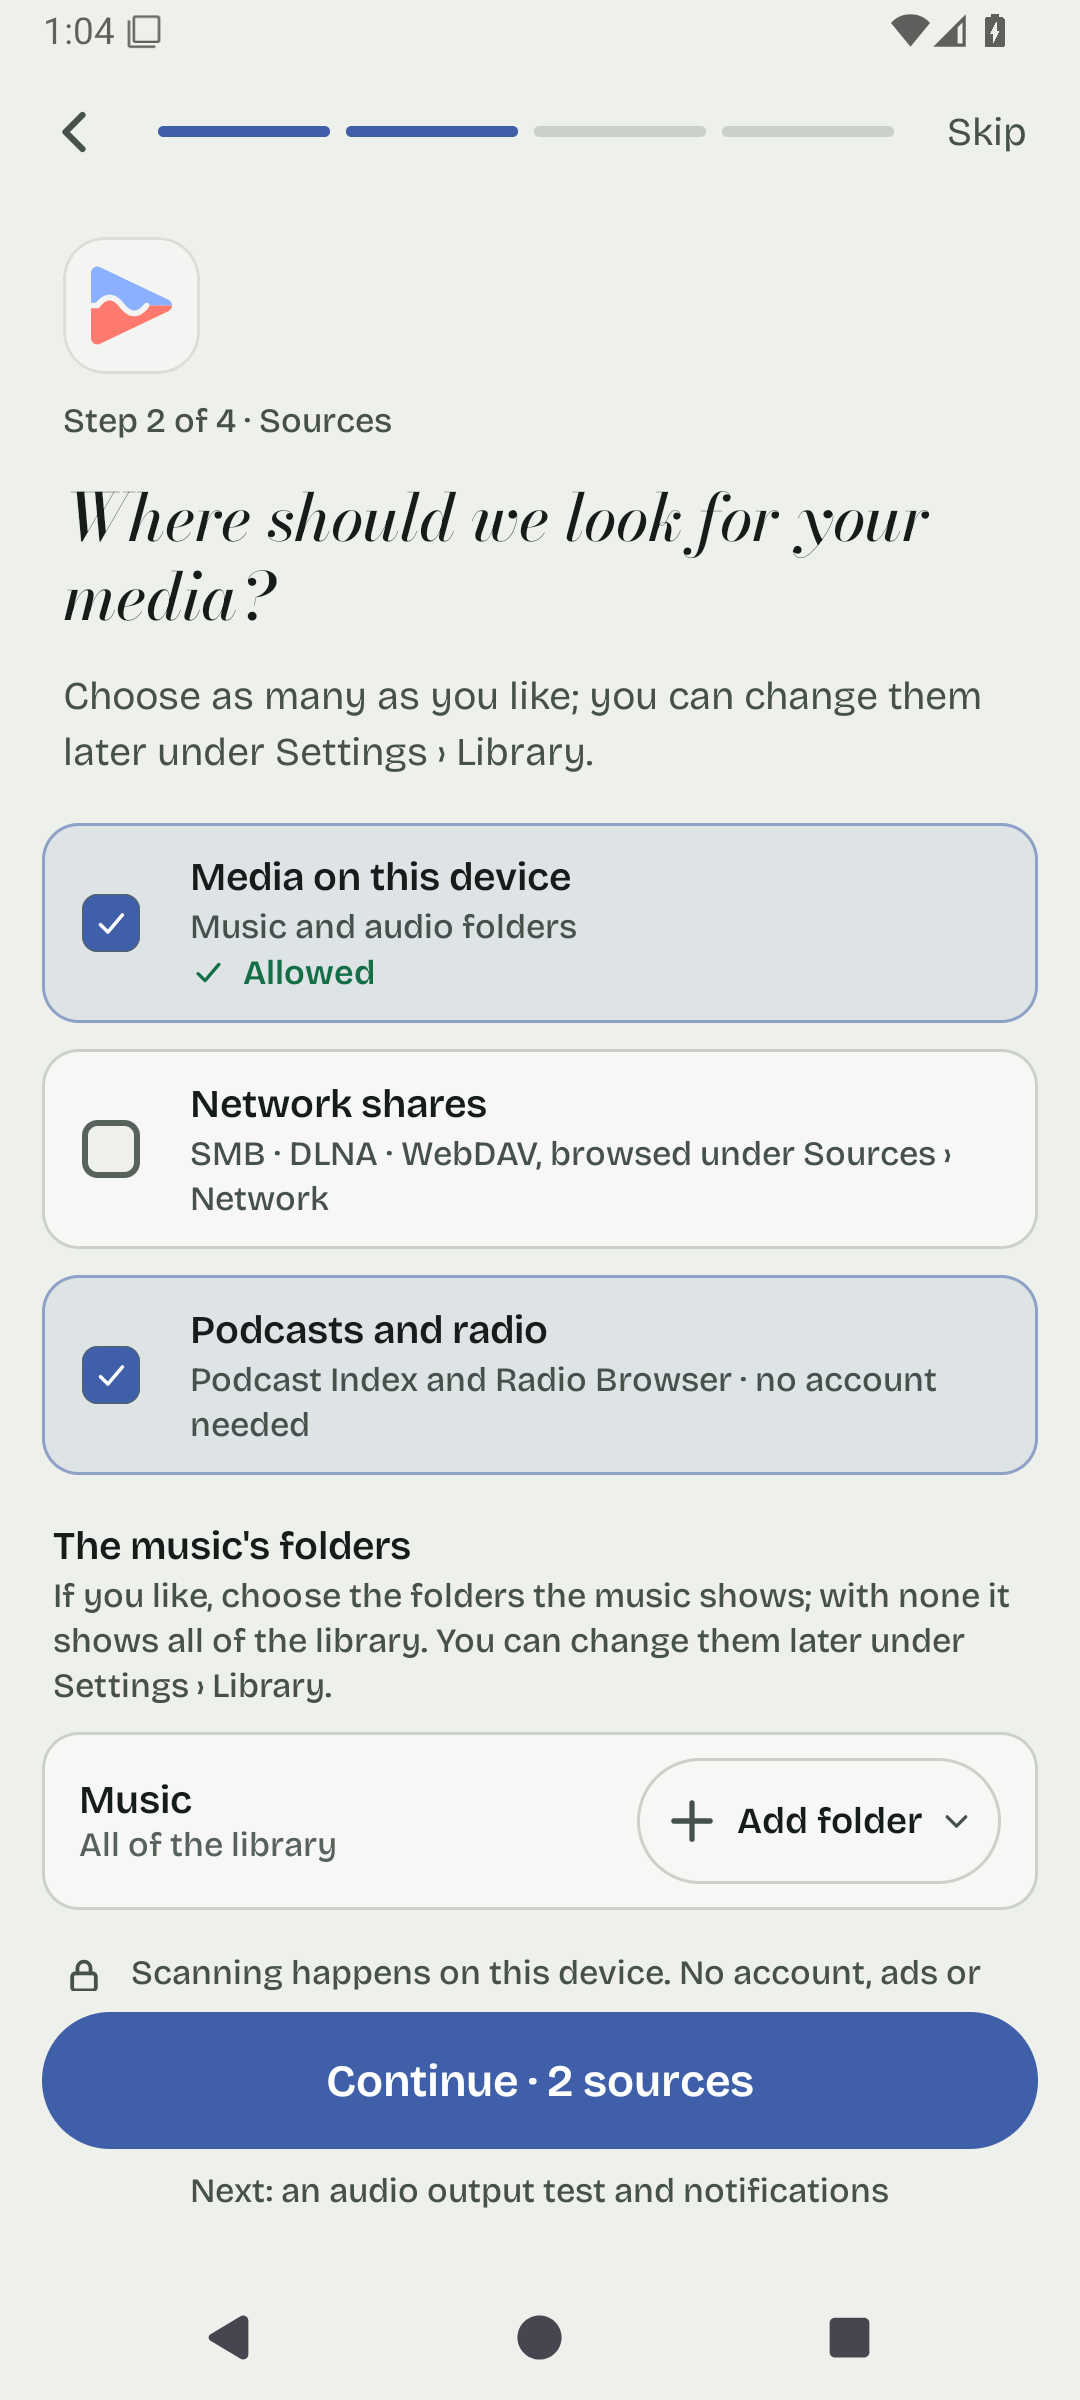 1:04
Skip
Step 2 of 4 · Sources
Where should we look for your
media?
Choose as many as you like; you can change them
later under Settings › Library.
Media on this device
Music and audio folders
Allowed
Network shares
SMB · DLNA · WebDAV, browsed under Sources ›
Network
Podcasts and radio
Podcast Index and Radio Browser · no account
needed
The music's folders
If you like, choose the folders the music shows; with none it
shows all of the library. You can change them later under
Settings › Library.
Music
All of the library
Add folder
Scanning happens on this device. No account, ads or
Continue · 2 sources
Next: an audio output test and notifications